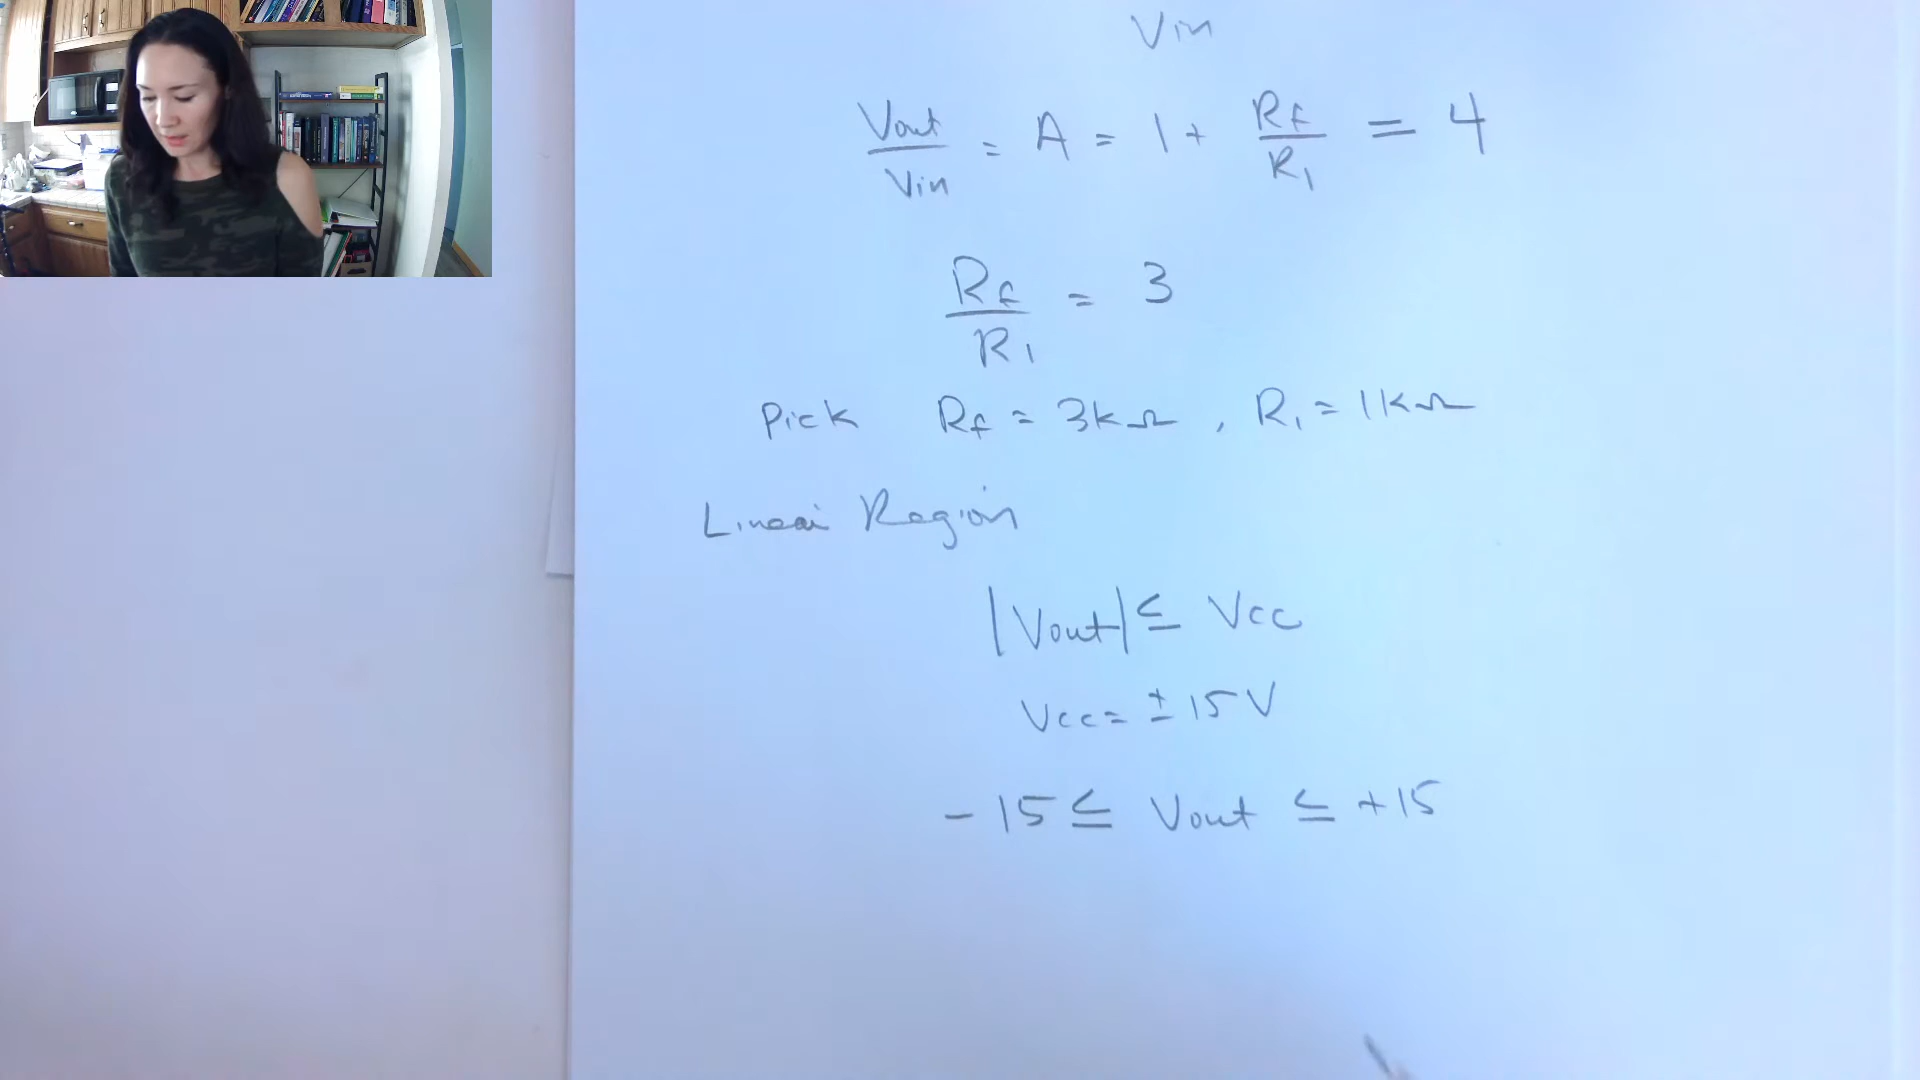 Vin
Vout/Vin = A = 1 + Rf/R1 = 4
Rf/R1 = 3
Pick Rf = 3kΩ, R1 = 1kΩ
Linear Region
|Vout| ≤ Vcc
Vcc = ± 15V
-15 ≤ Vout ≤ +15